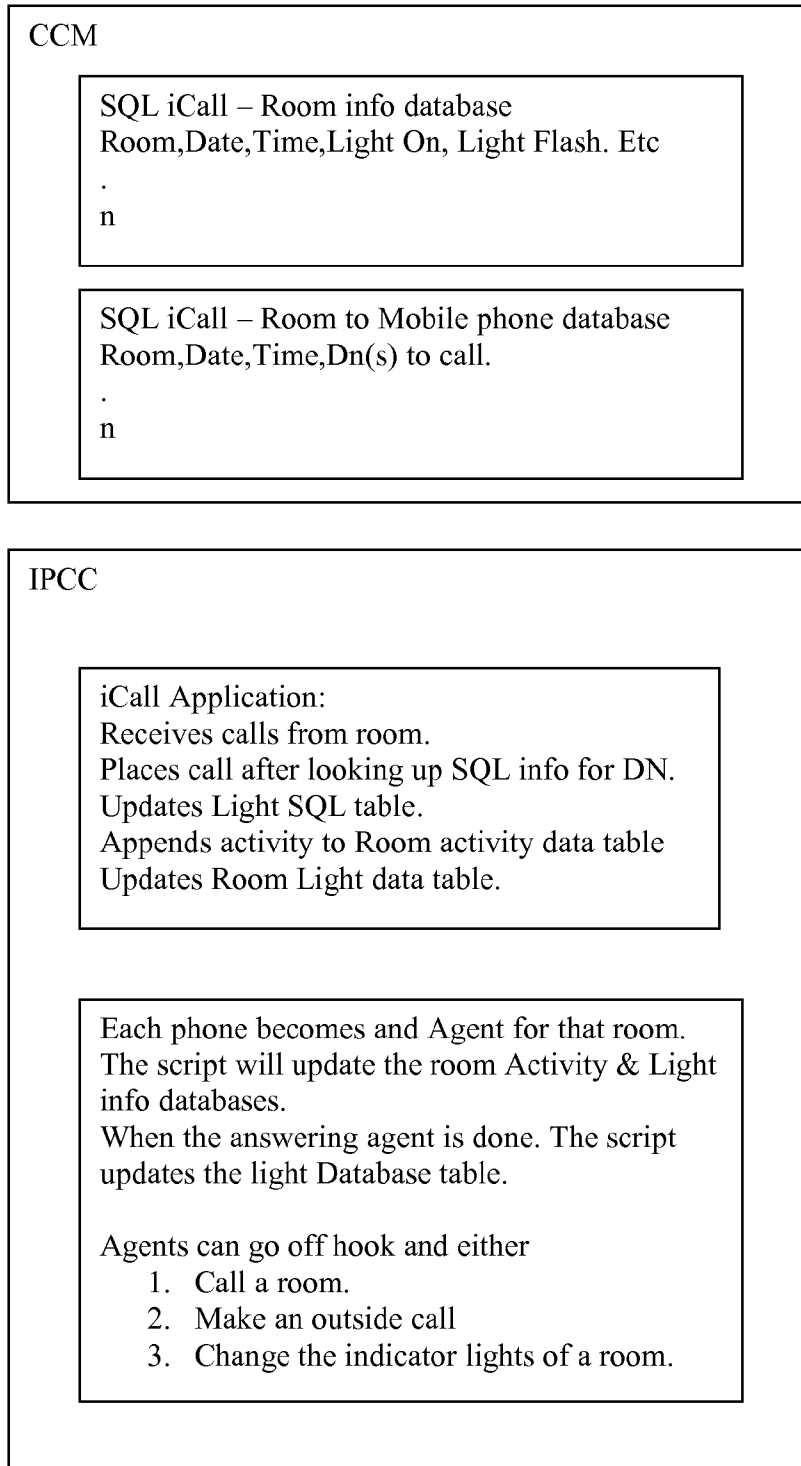 CCM
SQL iCall – Room info database
Room,Date,Time,Light On, Light Flash. Etc
.
n
SQL iCall – Room to Mobile phone database
Room,Date,Time,Dn(s) to call.
.
n
IPCC
iCall Application:
Receives calls from room.
Places call after looking up SQL info for DN.
Updates Light SQL table.
Appends activity to Room activity data table
Updates Room Light data table.
Each phone becomes and Agent for that room.
The script will update the room Activity & Light
info databases.
When the answering agent is done. The script
updates the light Database table.
Agents can go off hook and either
1. Call a room.
2. Make an outside call
3. Change the indicator lights of a room.